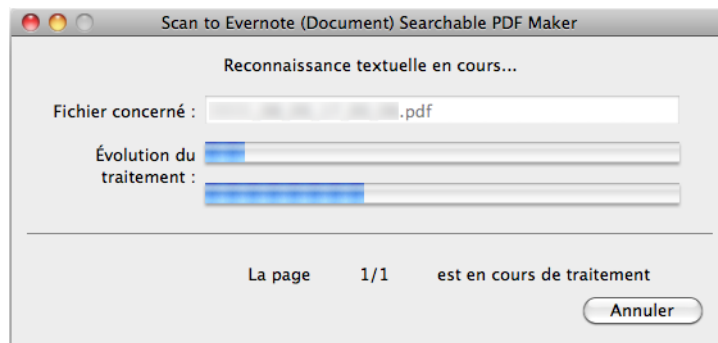 Scan to Evernote (Document) Searchable PDF Maker
Reconnaissance textuelle en cours...
Fichier concerné : .pdf
Évolution du
traitement :
La page 1/1 est en cours de traitement
Annuler